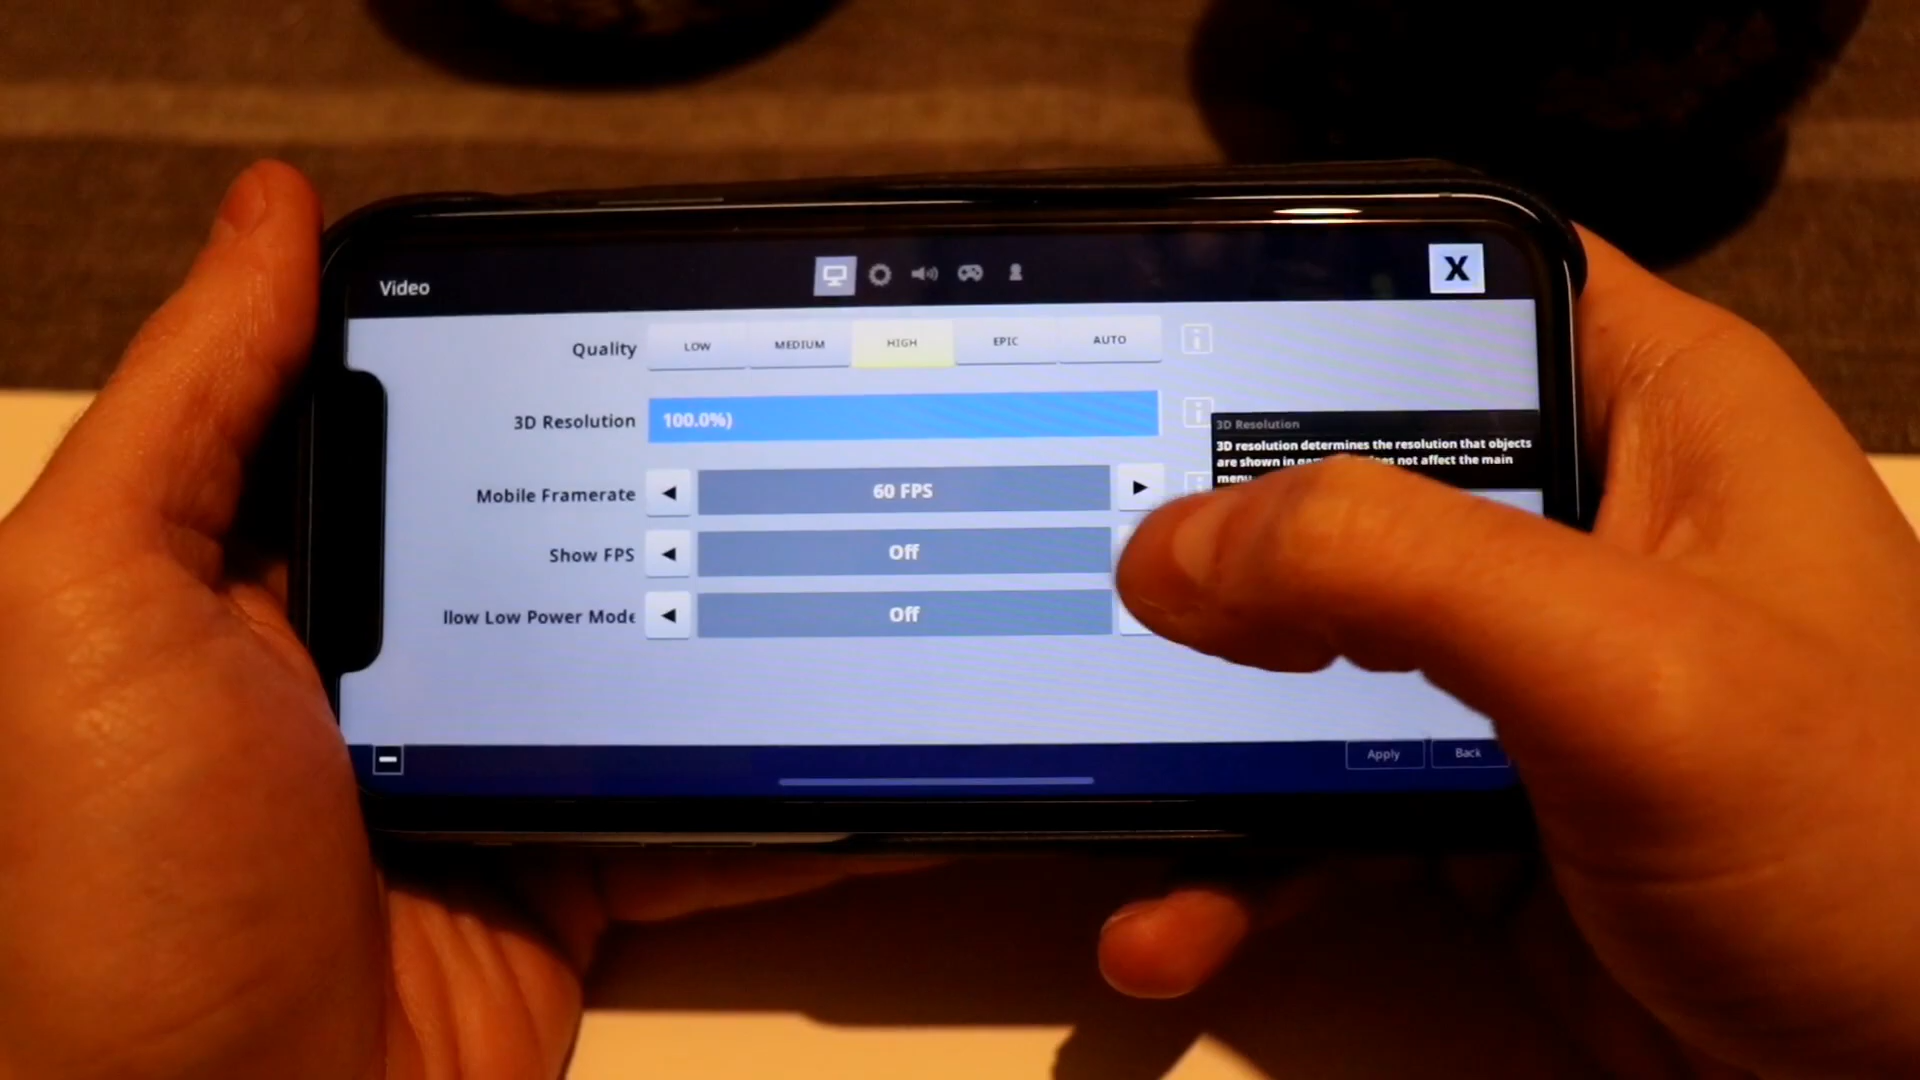 Video
X
Quality
LOW
MEDIUM
HIGH
EPIC
AUTO
3D Resolution
100.0%)
3D Resolution
3D resolution determines the resolution that objects
are shown in not affect the main
menu
Mobile Framerate
60 FPS
Show FPS
Off
llow Low Power Mode
Off
Apply
Back